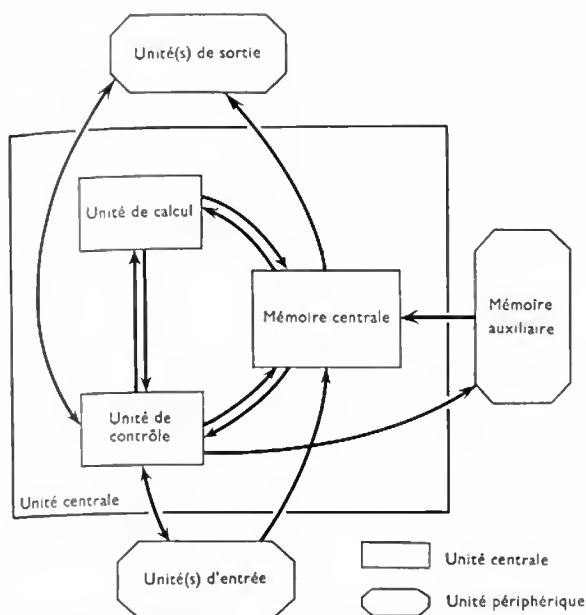 Unité(s) de sortie
Unité de calcul
Mémoire centrale
Mémoire
auxiliaire
Unité de
contrôle
Unité centrale
Unité(s) d'entrée
Unité centrale
Unité périphérique